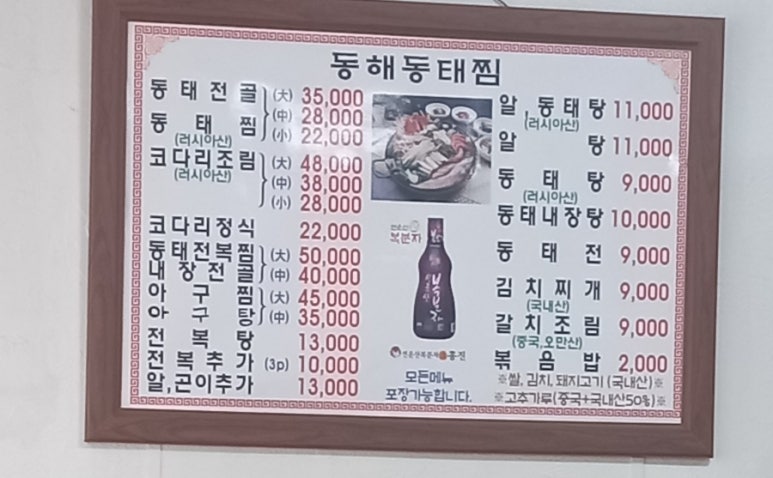 동해동태찜
동태전골 (大) 35,000
(中) 28,000
동태찜 (小) 22,000
(러시아산)
코다리조림 (大) 48,000
(러시아산) (中) 38,000
(小) 28,000
코다리정식 22,000
동태전복찜 (大) 50,000
내장전골 (中) 40,000
아구찜 (大) 45,000
아구탕 (中) 35,000
전복탕 13,000
전복추가 (3p) 10,000
알,곤이추가 13,000
복분자
복분자
모든메뉴
포장가능합니다.
알,동태탕 11,000
(러시아산)
알탕 11,000
동태탕 9,000
(러시아산)
동태내장탕 10,000
동태전 9,000
김치찌개 9,000
(국내산)
갈치조림 9,000
(중국,오만산)
볶음밥 2,000
※쌀, 김치, 돼지고기 (국내산)※
※고추가루(중국+국내산50%)※